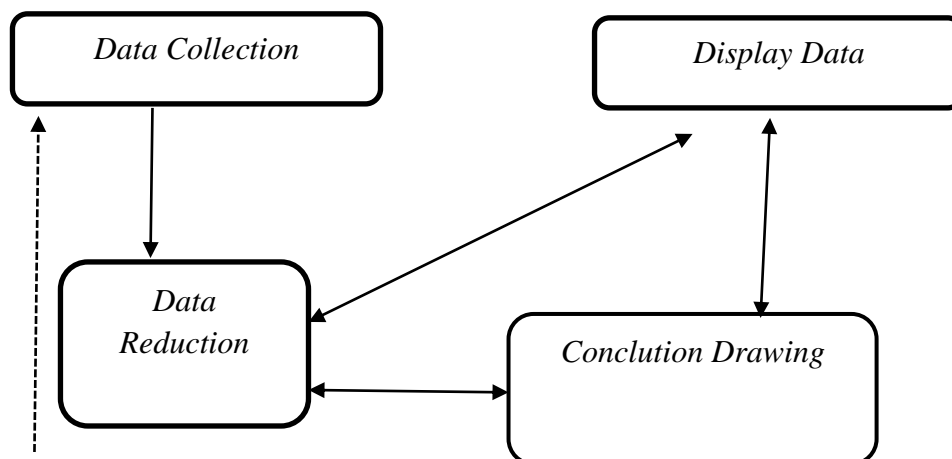 Data Collection
Display Data
Data
Reduction
Conclution Drawing